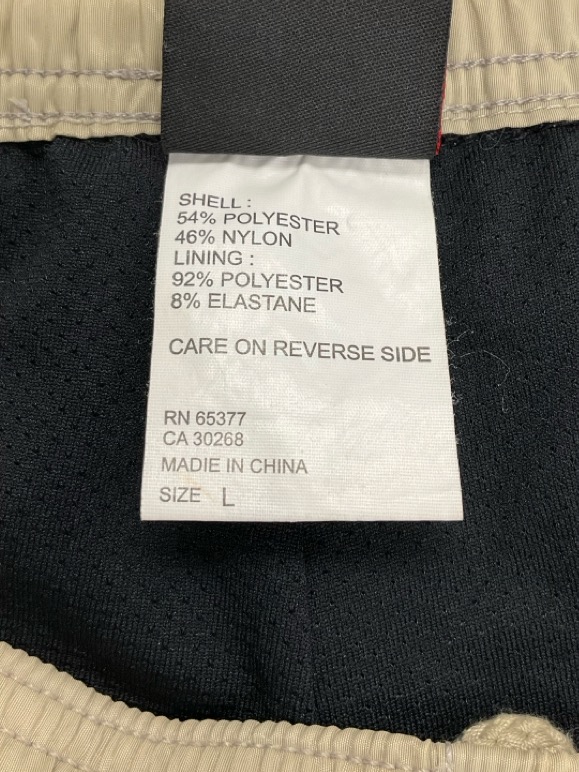 SHELL :
54% POLYESTER
46% NYLON
LINING :
92% POLYESTER
8% ELASTANE
CARE ON REVERSE SIDE
RN 65377
CA 30268
MADE IN CHINA
SIZE L